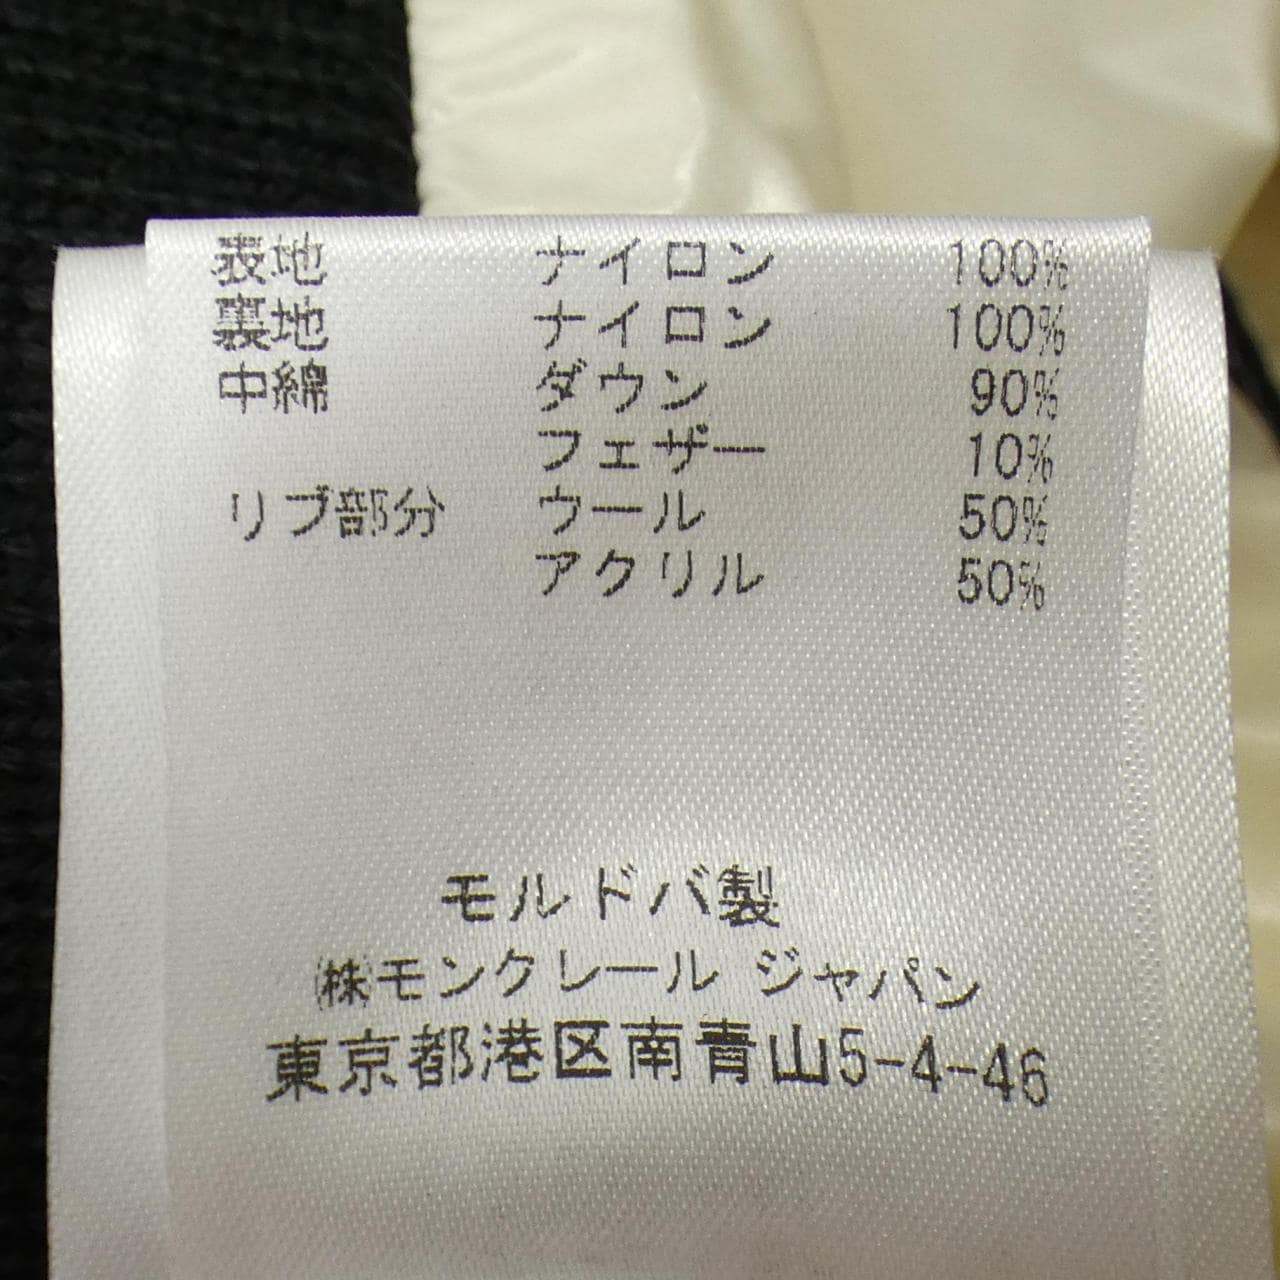 表地 ナイロン 100%
裏地 ナイロン 100%
中綿 ダウン 90%
フェザー 10%
リブ部分 ウール 50%
アクリル 50%
モルドバ製
㈱モンクレール ジャパン
東京都港区南青山5-4-46